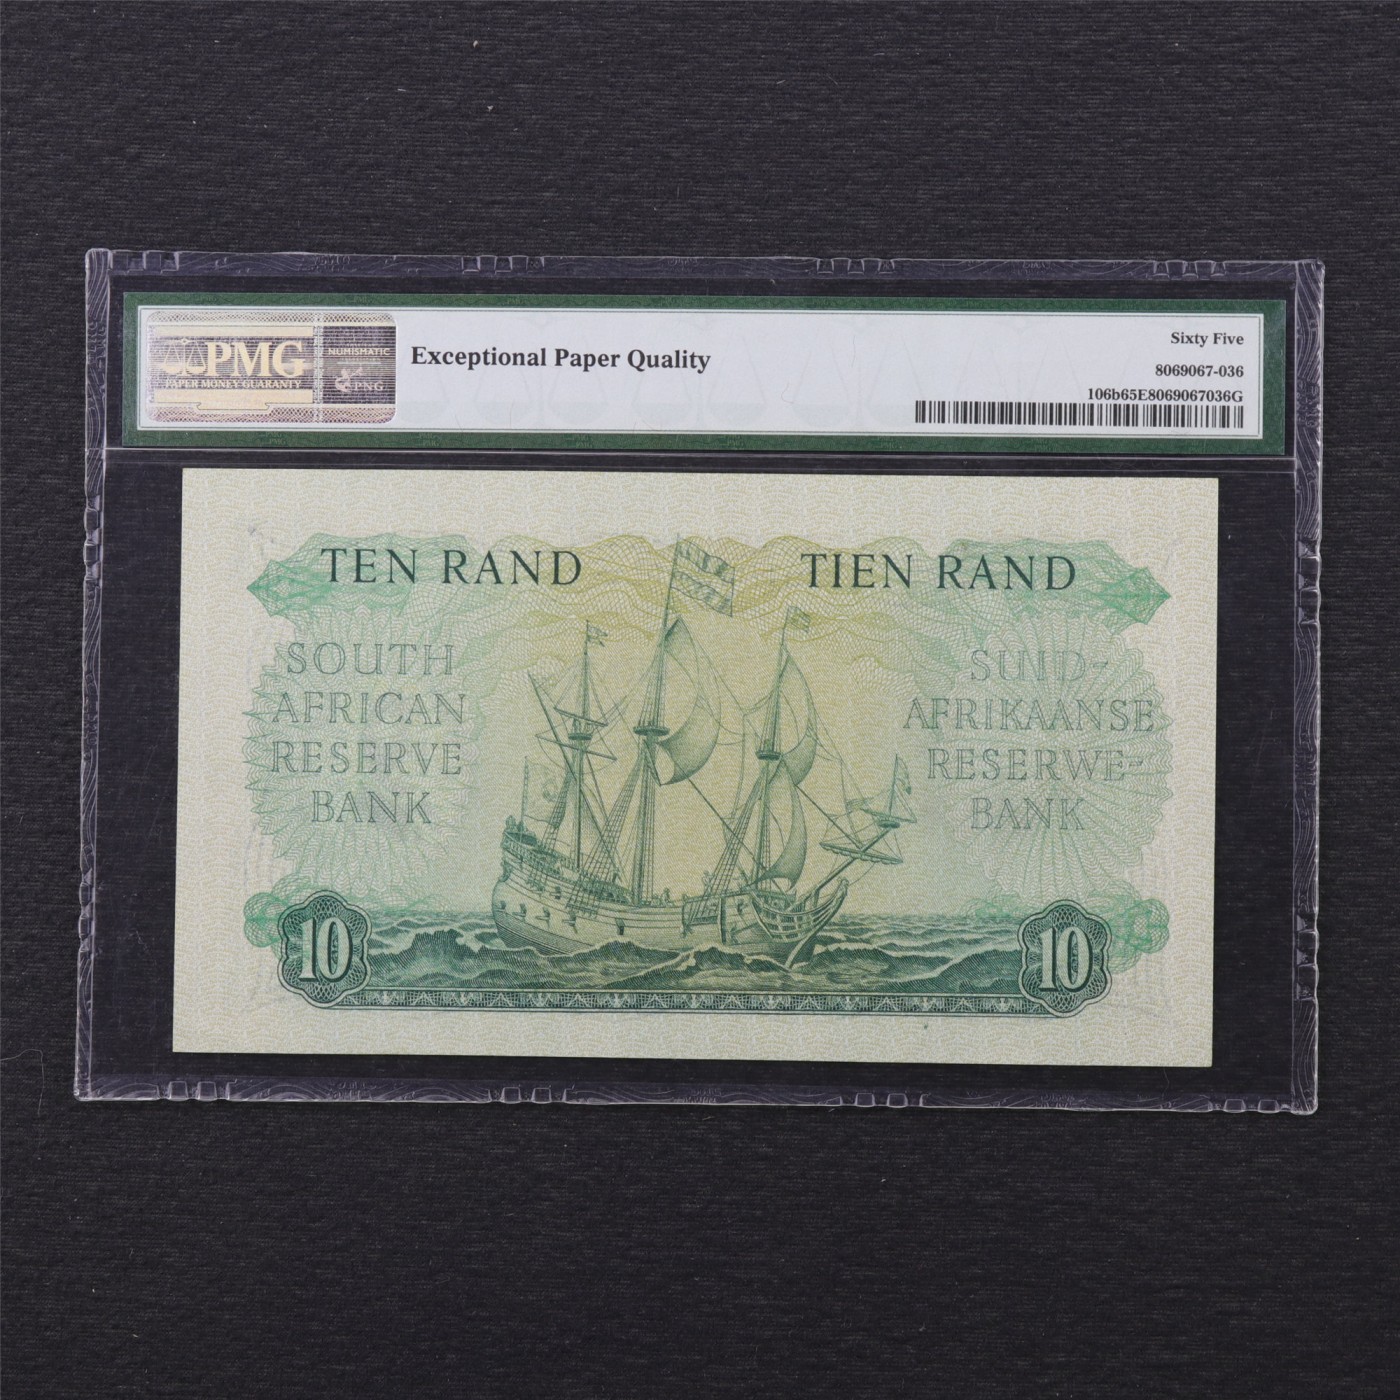 PMG
PAPER MONEY GUARANTY
NUMISMATIC
PNG
Exceptional Paper Quality
Sixty Five
8069067-036
106b65E8069067036G
TEN RAND
TIEN RAND
SOUTH
AFRICAN
RESERVE
BANK
SUID-
AFRIKAANSE
RESERWE-
BANK
10
10